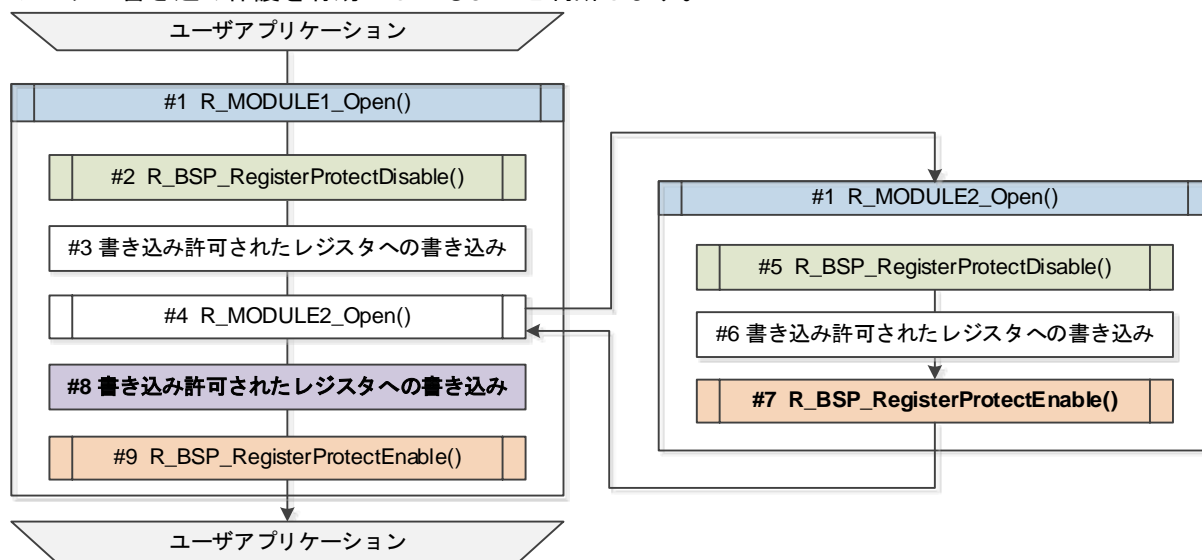 ユーザアプリケーション
#1 R_MODULE1_Open()
#2 R_BSP_RegisterProtectDisable()
#3 書き込み許可されたレジスタへの書き込み
#4 R_MODULE2_Open()
#8 書き込み許可されたレジスタへの書き込み
#9 R_BSP_RegisterProtectEnable()
ユーザアプリケーション
#1 R_MODULE2_Open()
#5 R_BSP_RegisterProtectDisable()
#6 書き込み許可されたレジスタへの書き込み
#7 R_BSP_RegisterProtectEnable()